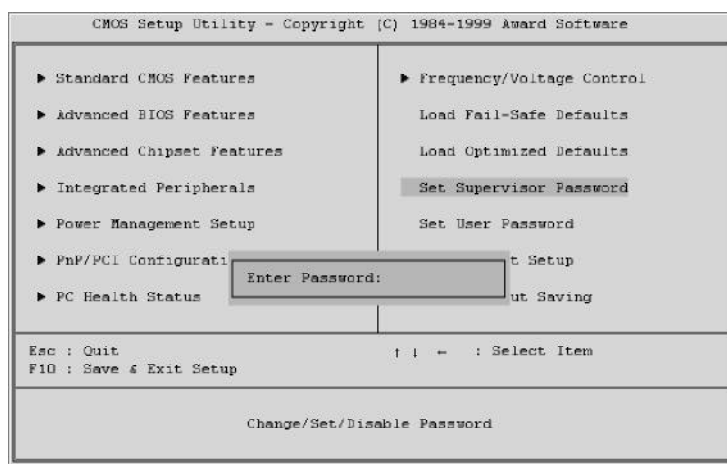 CMOS Setup Utility - Copyright (C) 1984-1999 Award Software
▶ Standard CMOS Features
▶ Advanced BIOS Features
▶ Advanced Chipset Features
▶ Integrated Peripherals
▶ Power Management Setup
▶ PnP/PCI Configurati
▶ PC Health Status
▶ Frequency/Voltage Control
Load Fail-Safe Defaults
Load Optimized Defaults
Set Supervisor Password
Set User Password
t Setup
ut Saving
Enter Password:
Esc : Quit
F10 : Save & Exit Setup
↑ ↓ ← : Select Item
Change/Set/Disable Password